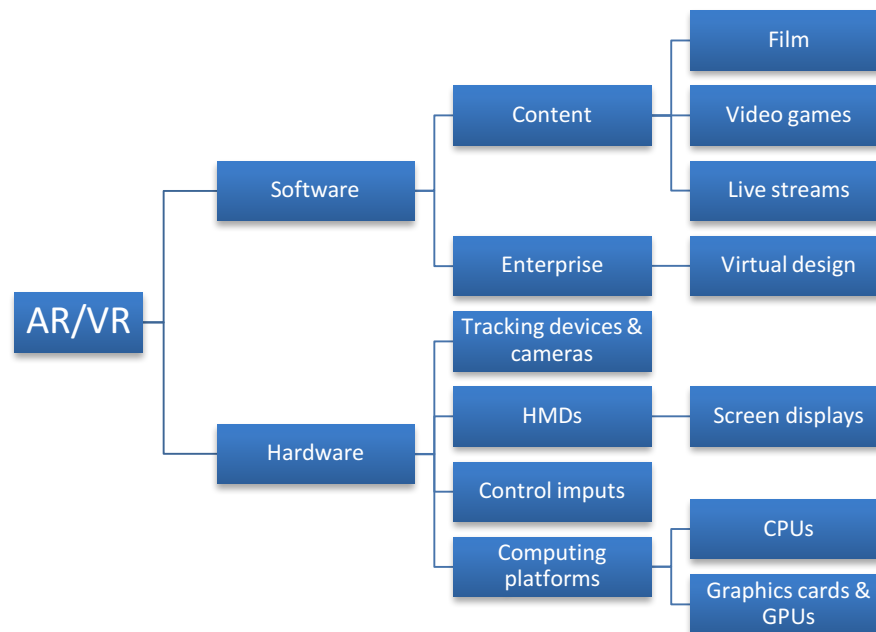 AR/VR
Software
Content
Film
Video games
Live streams
Enterprise
Virtual design
Hardware
Tracking devices &
cameras
HMDs
Screen displays
Control imputs
Computing
platforms
CPUs
Graphics cards &
GPUs